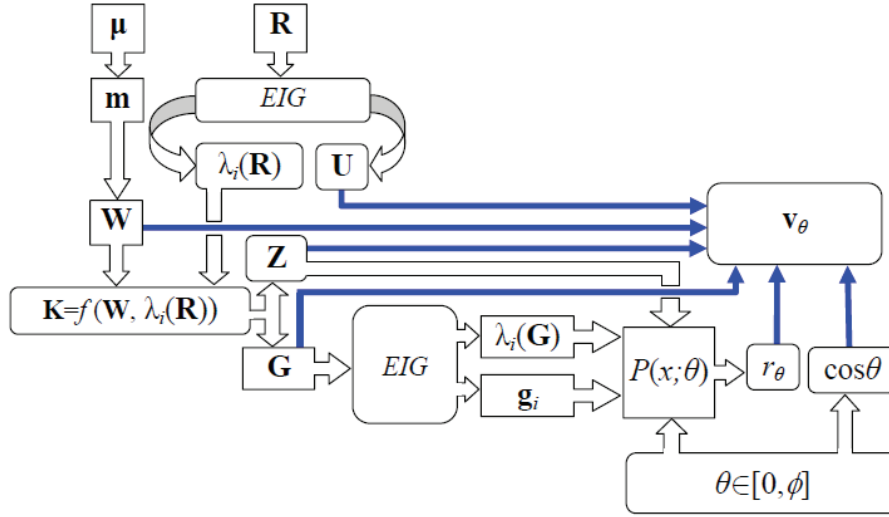 μ
R
m
EIG
λi(R)
U
W
vθ
Z
K=f(W, λi(R))
G
EIG
λi(G)
gi
P(x;θ)
rθ
cosθ
θ∈[0,ϕ]